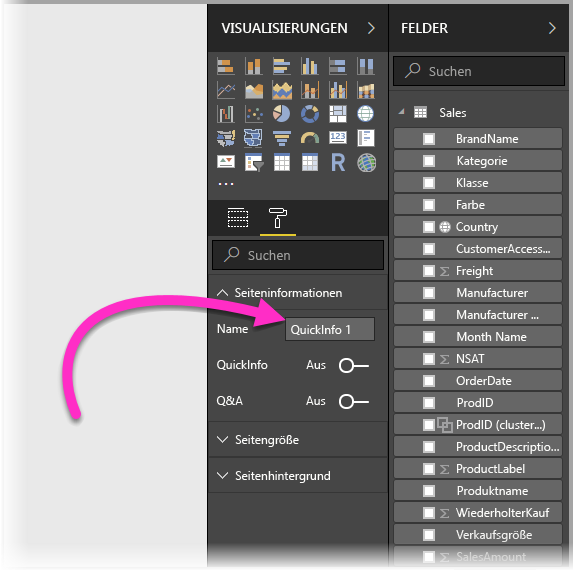 VISUALISIERUNGEN
123
R
Suchen
Seiteninformationen
Name QuickInfo 1
QuickInfo Aus
Q&A Aus
Seitengröße
Seitenhintergrund
FELDER
Suchen
Sales
BrandName
Kategorie
Klasse
Farbe
Country
CustomerAccess...
Σ Freight
Manufacturer
Manufacturer ...
Month Name
Σ NSAT
OrderDate
ProdID
ProdID (cluster...)
ProductDescriptio...
Σ ProductLabel
Produktname
Σ WiederholterKauf
Verkaufsgröße
Σ SalesAmount